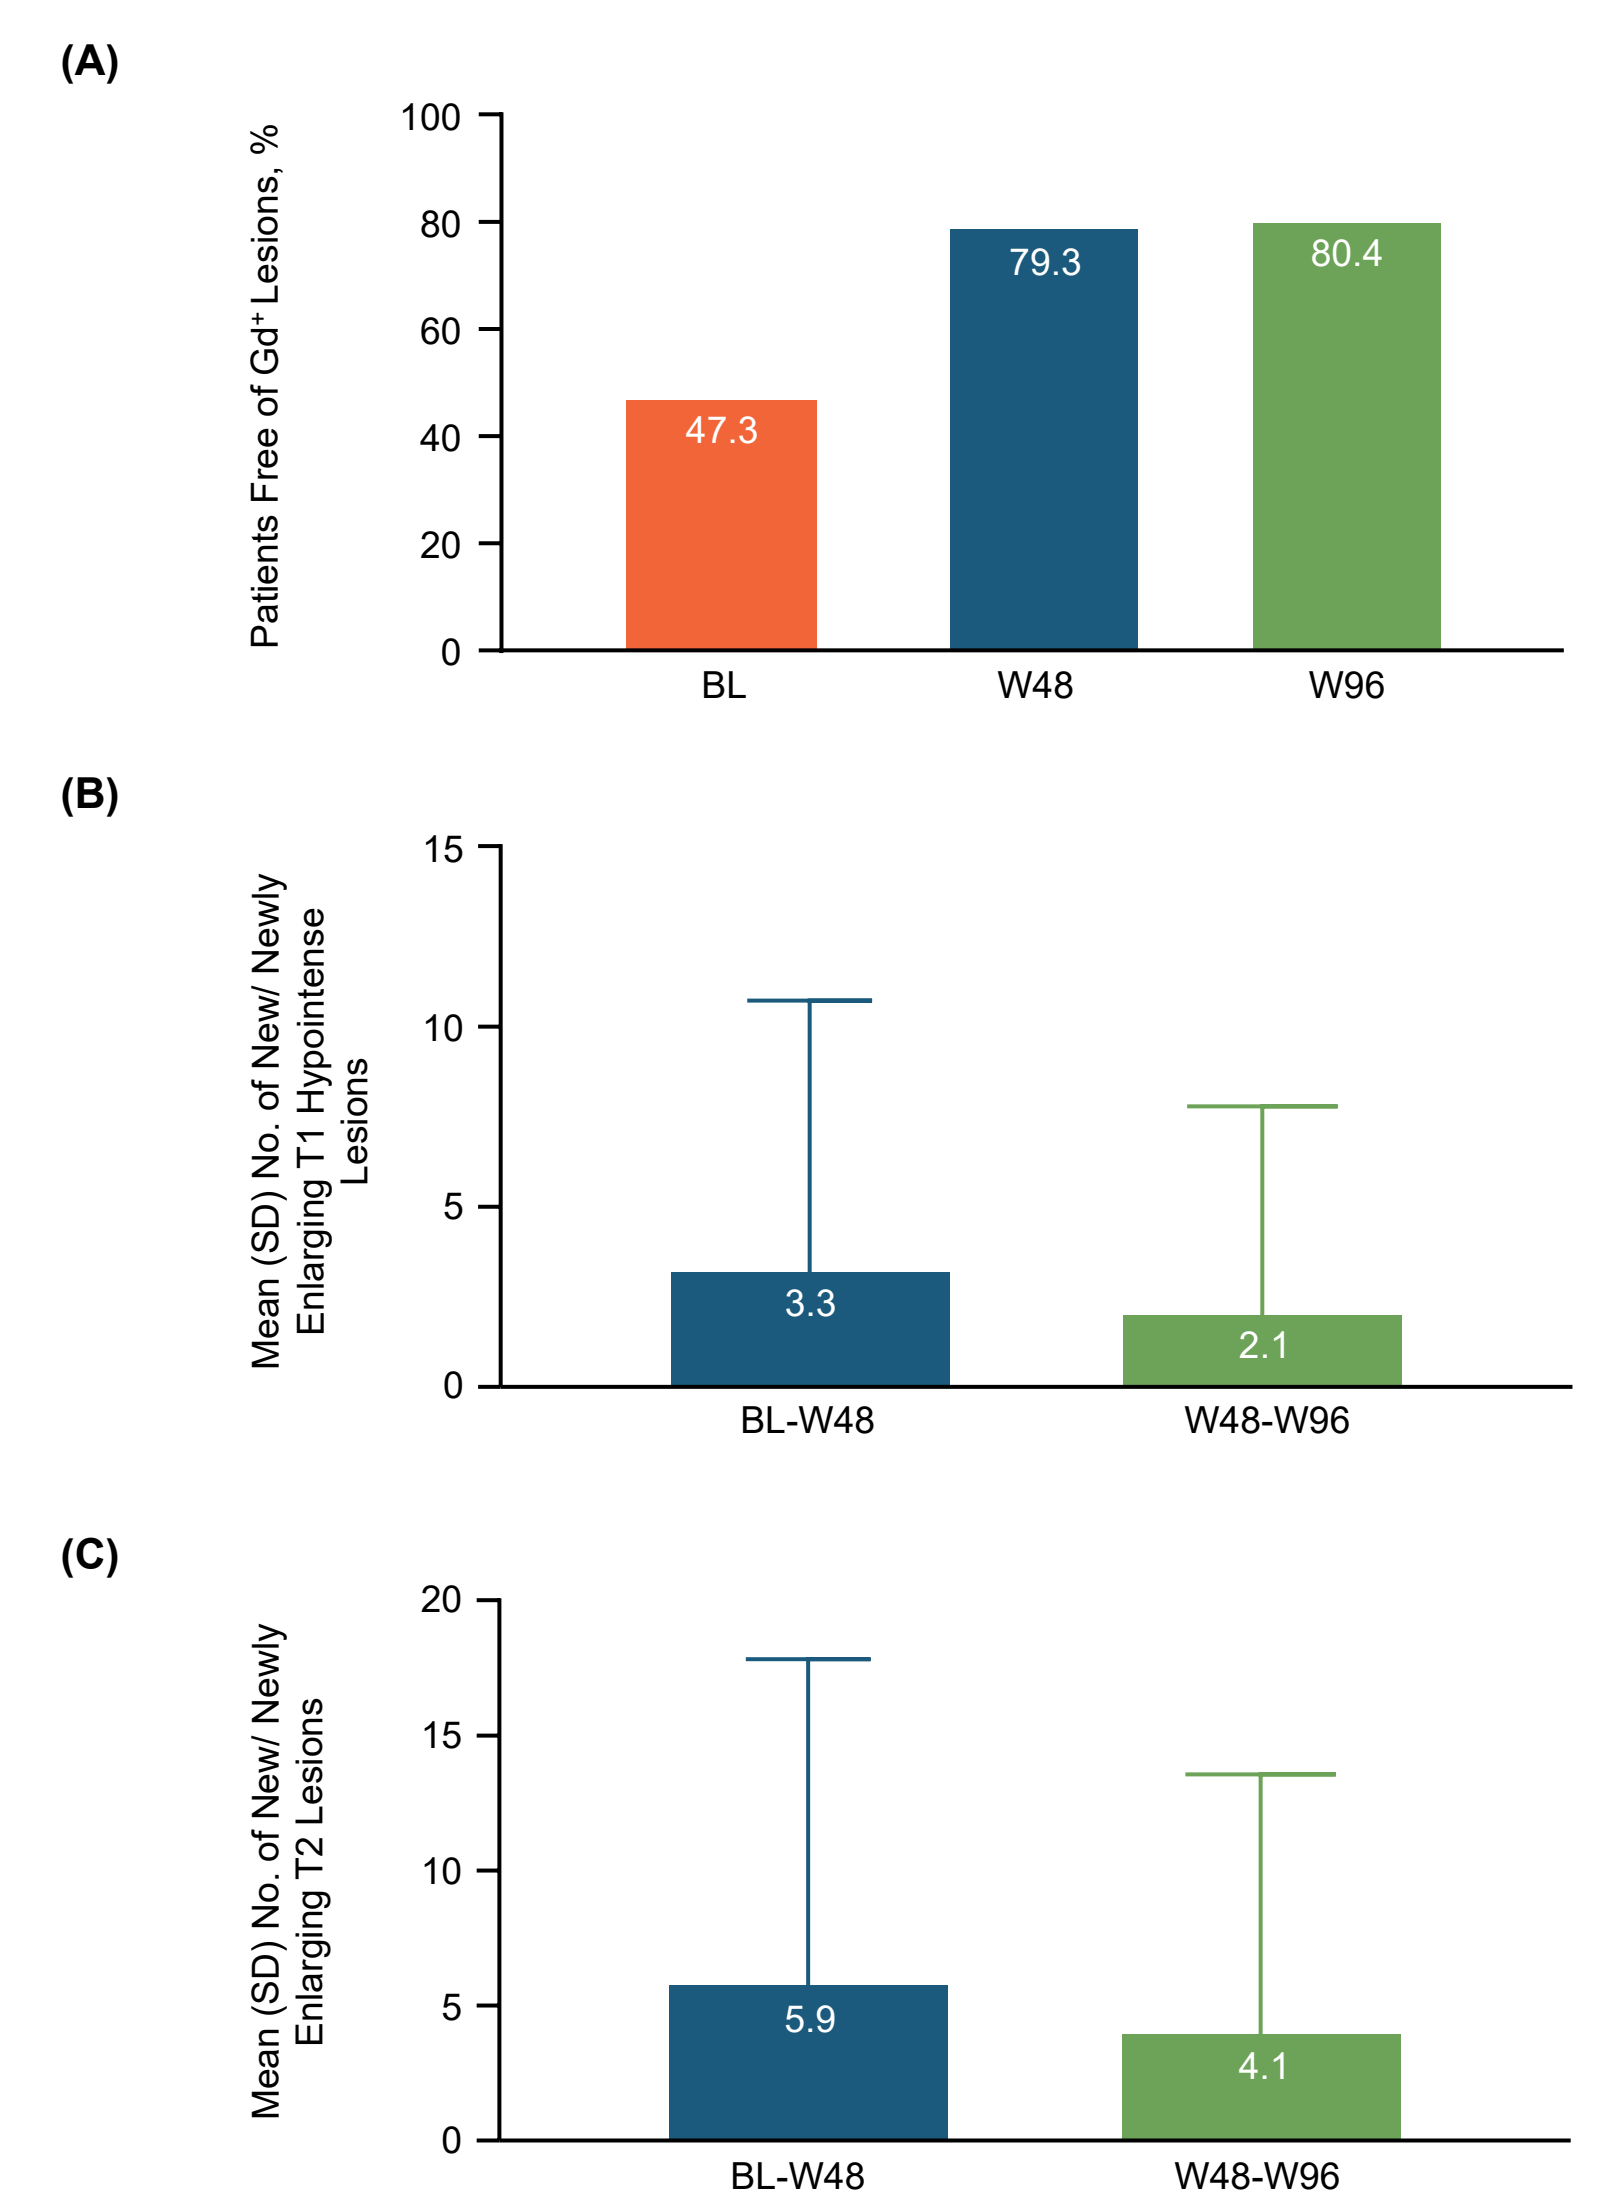 (A)
Patients Free of Gd⁺ Lesions, %
100
80
60
40
20
0
47.3
79.3
80.4
BL
W48
W96
(B)
Mean (SD) No. of New/ Newly
Enlarging T1 Hypointense
Lesions
15
10
5
0
3.3
2.1
BL-W48
W48-W96
(C)
Mean (SD) No. of New/ Newly
Enlarging T2 Lesions
20
15
10
5
0
5.9
4.1
BL-W48
W48-W96